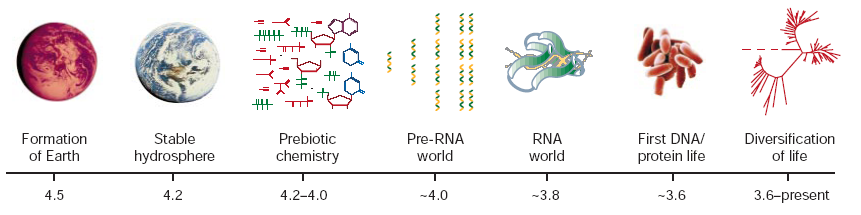 Formation
of Earth
Stable
hydrosphere
Prebiotic
chemistry
Pre-RNA
world
RNA
world
First DNA/
protein life
Diversification
of life
4.5
4.2
4.2–4.0
~4.0
~3.8
~3.6
3.6–present